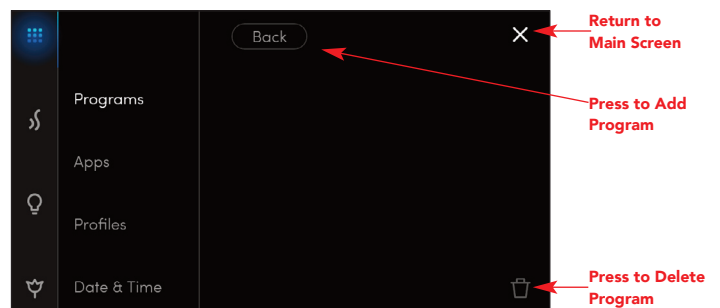 Back
Return to
Main Screen
Programs
Press to Add
Program
Apps
Profiles
Date & Time
Press to Delete
Program